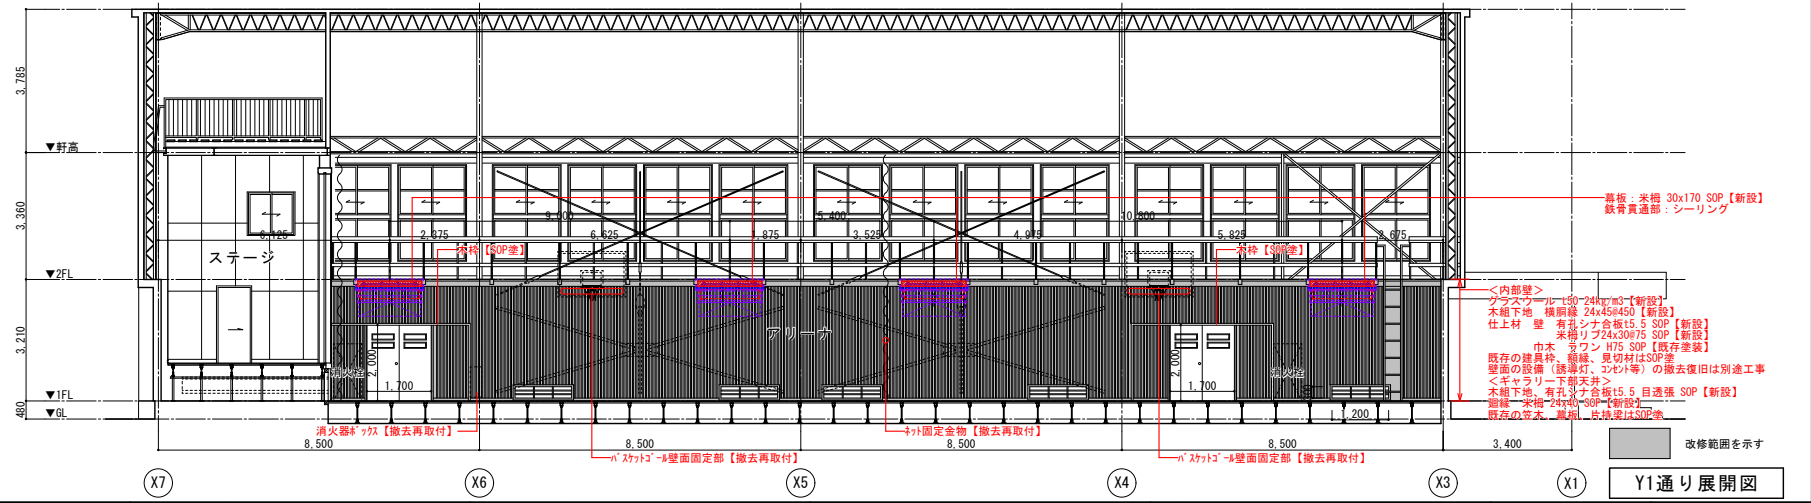 3,785
▼軒高
3,360
▼2FL
3,210
▼1FL
480
▼GL
ステージ
6,125
9,000
5,400
10,800
2,375
6,625
1,875
3,525
4,975
5,825
2,675
木枠【SOP塗】
木枠【SOP塗】
アリーナ
消火栓
2,000
1,700
2,000
1,700
消火栓
1,200
幕板：米栂 30x170 SOP【新設】
鉄骨貫通部：シーリング
＜内部壁＞
グラスウール t50 24kg/m3【新設】
木組下地 横胴縁 24x45@450【新設】
仕上材 壁 有孔シナ合板t5.5 SOP【新設】
米栂リブ24x30@75 SOP【新設】
巾木 ラワン H75 SOP【既存塗装】
既存の建具枠、額縁、見切材はSOP塗
壁面の設備（誘導灯、ｺﾝｾﾝﾄ等）の撤去復旧は別途工事
＜ギャラリー下部天井＞
木組下地、有孔シナ合板t5.5 目透張 SOP【新設】
廻縁 米栂 24x40 SOP【新設】
既存の笠木、幕板、片持梁はSOP塗
消火器ﾎﾞｯｸｽ【撤去再取付】
ﾈｯﾄ固定金物【撤去再取付】
ﾊﾞｽｹｯﾄｺﾞｰﾙ壁面固定部【撤去再取付】
ﾊﾞｽｹｯﾄｺﾞｰﾙ壁面固定部【撤去再取付】
8,500
8,500
8,500
8,500
3,400
改修範囲を示す
X7
X6
X5
X4
X3
X1
Y1通り展開図